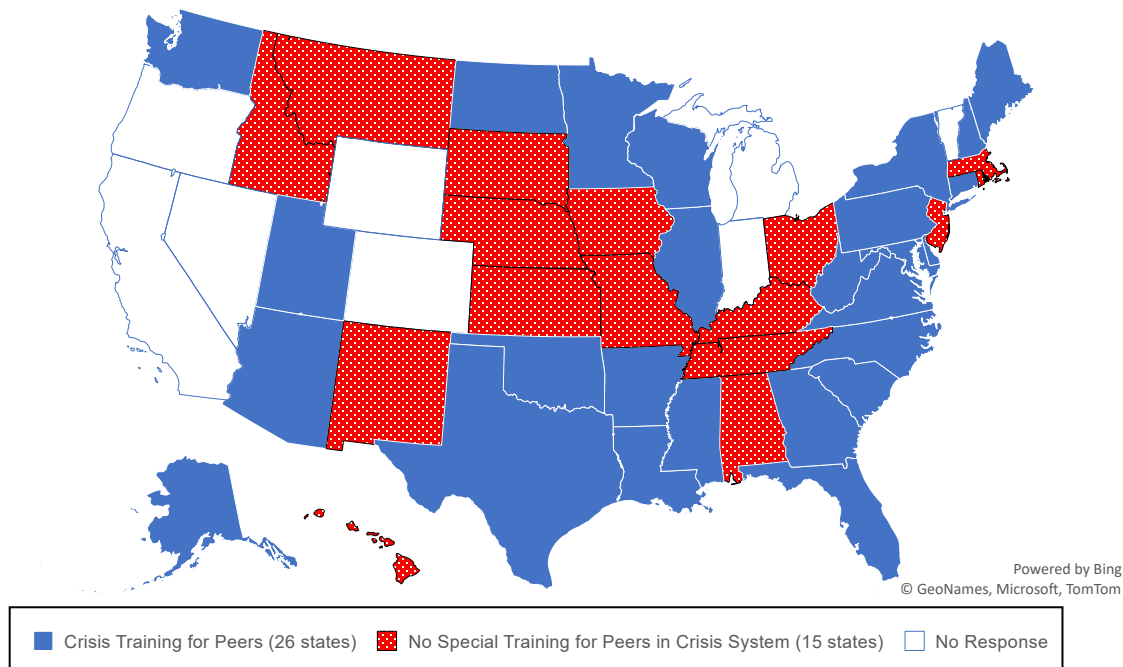 Powered by Bing
© GeoNames, Microsoft, TomTom
Crisis Training for Peers (26 states) No Special Training for Peers in Crisis System (15 states) No Response